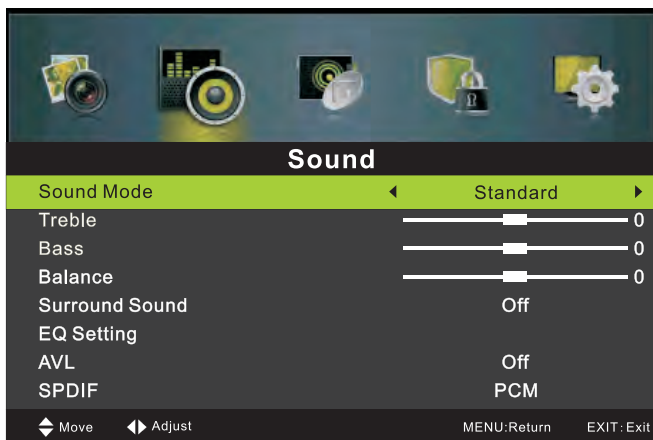 Sound
Sound Mode Standard
Treble 0
Bass 0
Balance 0
Surround Sound Off
EQ Setting
AVL Off
SPDIF PCM
Move Adjust MENU:Return EXIT:Exit